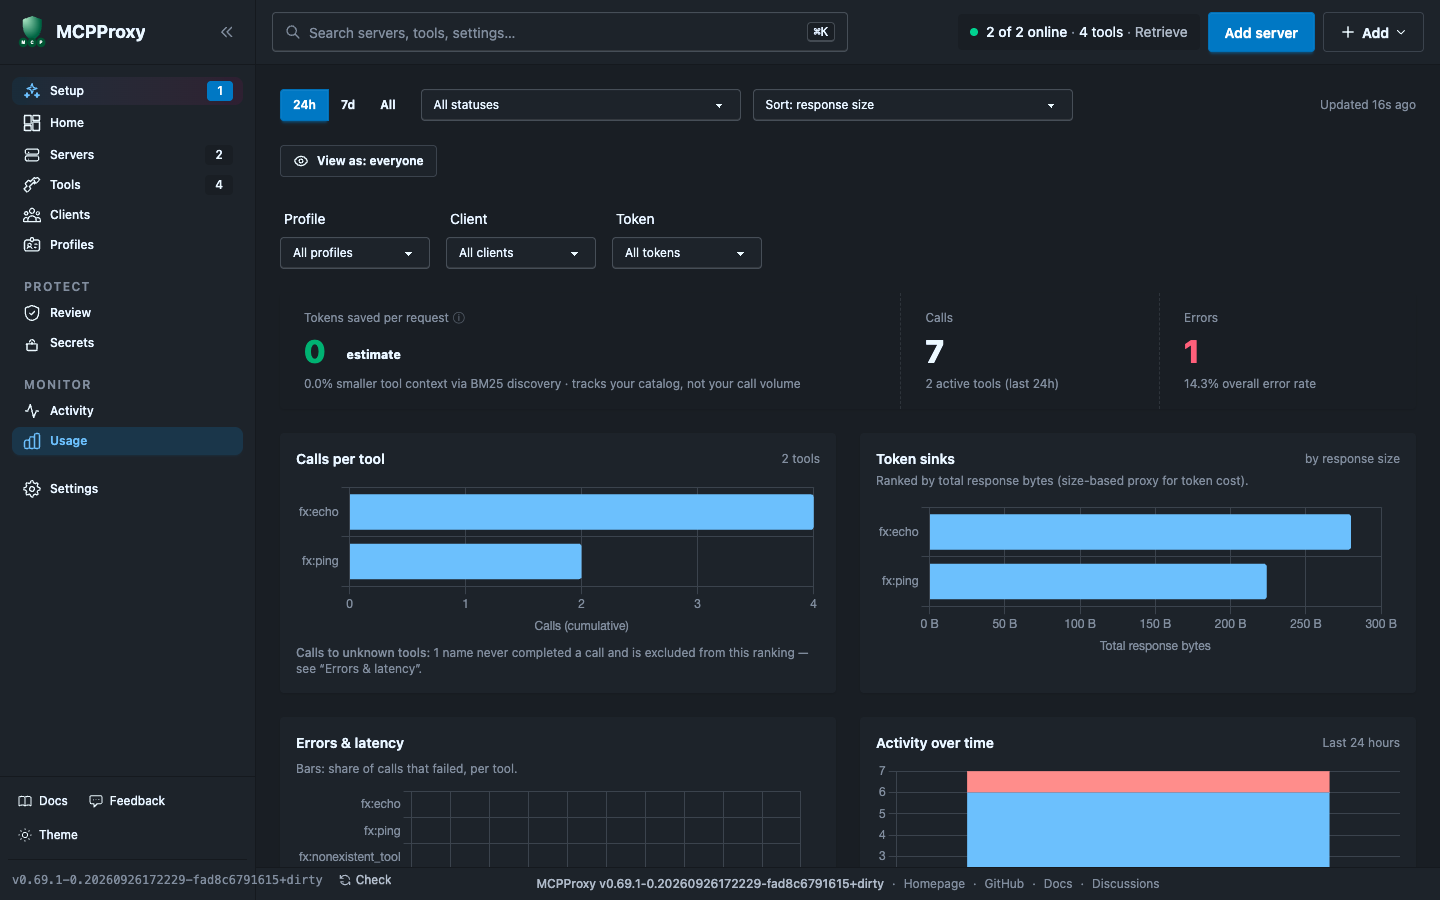 MCPProxy
Search servers, tools, settings...
⌘K
2 of 2 online · 4 tools · Retrieve
Add server
Add
Setup
1
Home
Servers
2
Tools
4
Clients
Profiles
PROTECT
Review
Secrets
MONITOR
Activity
Usage
Settings
Docs
Feedback
Theme
v0.69.1-0.20260926172229-fad8c6791615+dirty
Check
24h
7d
All
All statuses
Sort: response size
Updated 16s ago
View as: everyone
Profile
Client
Token
All profiles
All clients
All tokens
Tokens saved per request
0
estimate
0.0% smaller tool context via BM25 discovery · tracks your catalog, not your call volume
Calls
7
2 active tools (last 24h)
Errors
1
14.3% overall error rate
Calls per tool
2 tools
fx:echo
fx:ping
0
1
2
3
4
Calls (cumulative)
Calls to unknown tools: 1 name never completed a call and is excluded from this ranking —
see “Errors & latency”.
Token sinks
by response size
Ranked by total response bytes (size-based proxy for token cost).
fx:echo
fx:ping
0 B
50 B
100 B
150 B
200 B
250 B
300 B
Total response bytes
Errors & latency
Bars: share of calls that failed, per tool.
fx:echo
fx:ping
fx:nonexistent_tool
Activity over time
Last 24 hours
7
6
5
4
3
MCPProxy v0.69.1-0.20260926172229-fad8c6791615+dirty · Homepage · GitHub · Docs · Discussions